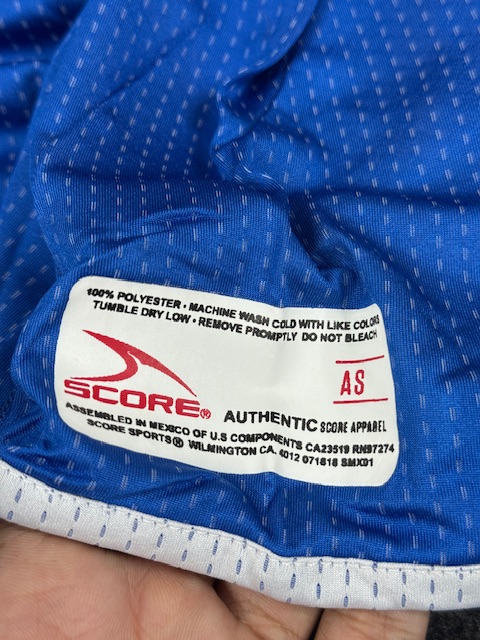 100% POLYESTER • MACHINE WASH COLD WITH LIKE COLORS
TUMBLE DRY LOW • REMOVE PROMPTLY DO NOT BLEACH
AS
SCORE®
AUTHENTIC SCORE APPAREL
ASSEMBLED IN MEXICO OF U.S COMPONENTS CA23519 RN97274
SCORE SPORTS® WILMINGTON CA. 4012 071818 SMX01